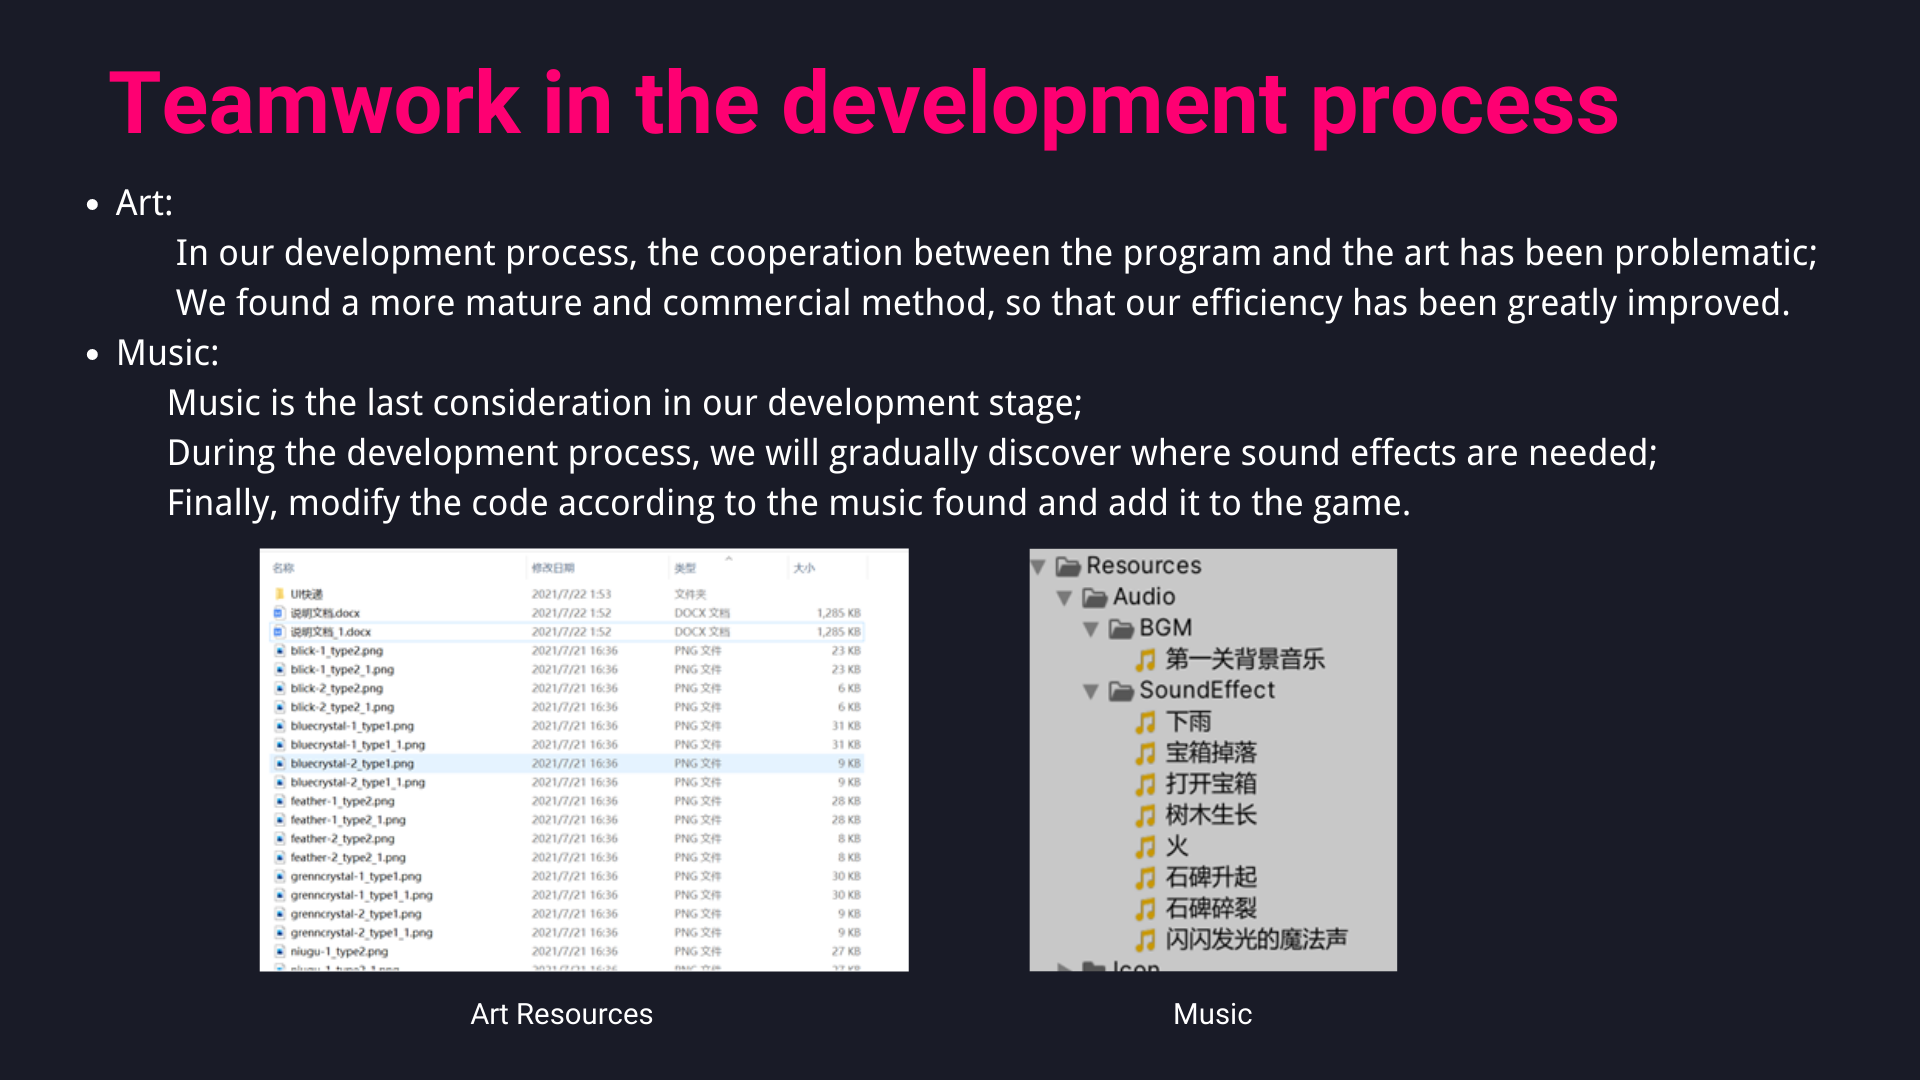 Teamwork in the development process
• Art:
In our development process, the cooperation between the program and the art has been problematic;
We found a more mature and commercial method, so that our efficiency has been greatly improved.
• Music:
Music is the last consideration in our development stage;
During the development process, we will gradually discover where sound effects are needed;
Finally, modify the code according to the music found and add it to the game.
名称 修改日期 类型 大小
UI快递 2021/7/22 1:53 文件夹
说明文档.docx 2021/7/22 1:52 DOCX 文档 1,285 KB
说明文档_1.docx 2021/7/22 1:52 DOCX 文档 1,285 KB
blick-1_type2.png 2021/7/21 16:36 PNG 文件 23 KB
blick-1_type2_1.png 2021/7/21 16:36 PNG 文件 23 KB
blick-2_type2.png 2021/7/21 16:36 PNG 文件 6 KB
blick-2_type2_1.png 2021/7/21 16:36 PNG 文件 6 KB
bluecrystal-1_type1.png 2021/7/21 16:36 PNG 文件 31 KB
bluecrystal-1_type1_1.png 2021/7/21 16:36 PNG 文件 31 KB
bluecrystal-2_type1.png 2021/7/21 16:36 PNG 文件 9 KB
bluecrystal-2_type1_1.png 2021/7/21 16:36 PNG 文件 9 KB
feather-1_type2.png 2021/7/21 16:36 PNG 文件 28 KB
feather-1_type2_1.png 2021/7/21 16:36 PNG 文件 28 KB
feather-2_type2.png 2021/7/21 16:36 PNG 文件 8 KB
feather-2_type2_1.png 2021/7/21 16:36 PNG 文件 8 KB
grenncrystal-1_type1.png 2021/7/21 16:36 PNG 文件 30 KB
grenncrystal-1_type1_1.png 2021/7/21 16:36 PNG 文件 30 KB
grenncrystal-2_type1.png 2021/7/21 16:36 PNG 文件 9 KB
grenncrystal-2_type1_1.png 2021/7/21 16:36 PNG 文件 9 KB
niugu-1_type2.png 2021/7/21 16:36 PNG 文件 27 KB
Art Resources
Resources
Audio
BGM
第一关背景音乐
SoundEffect
下雨
宝箱掉落
打开宝箱
树木生长
火
石碑升起
石碑碎裂
闪闪发光的魔法声
Icon
Music